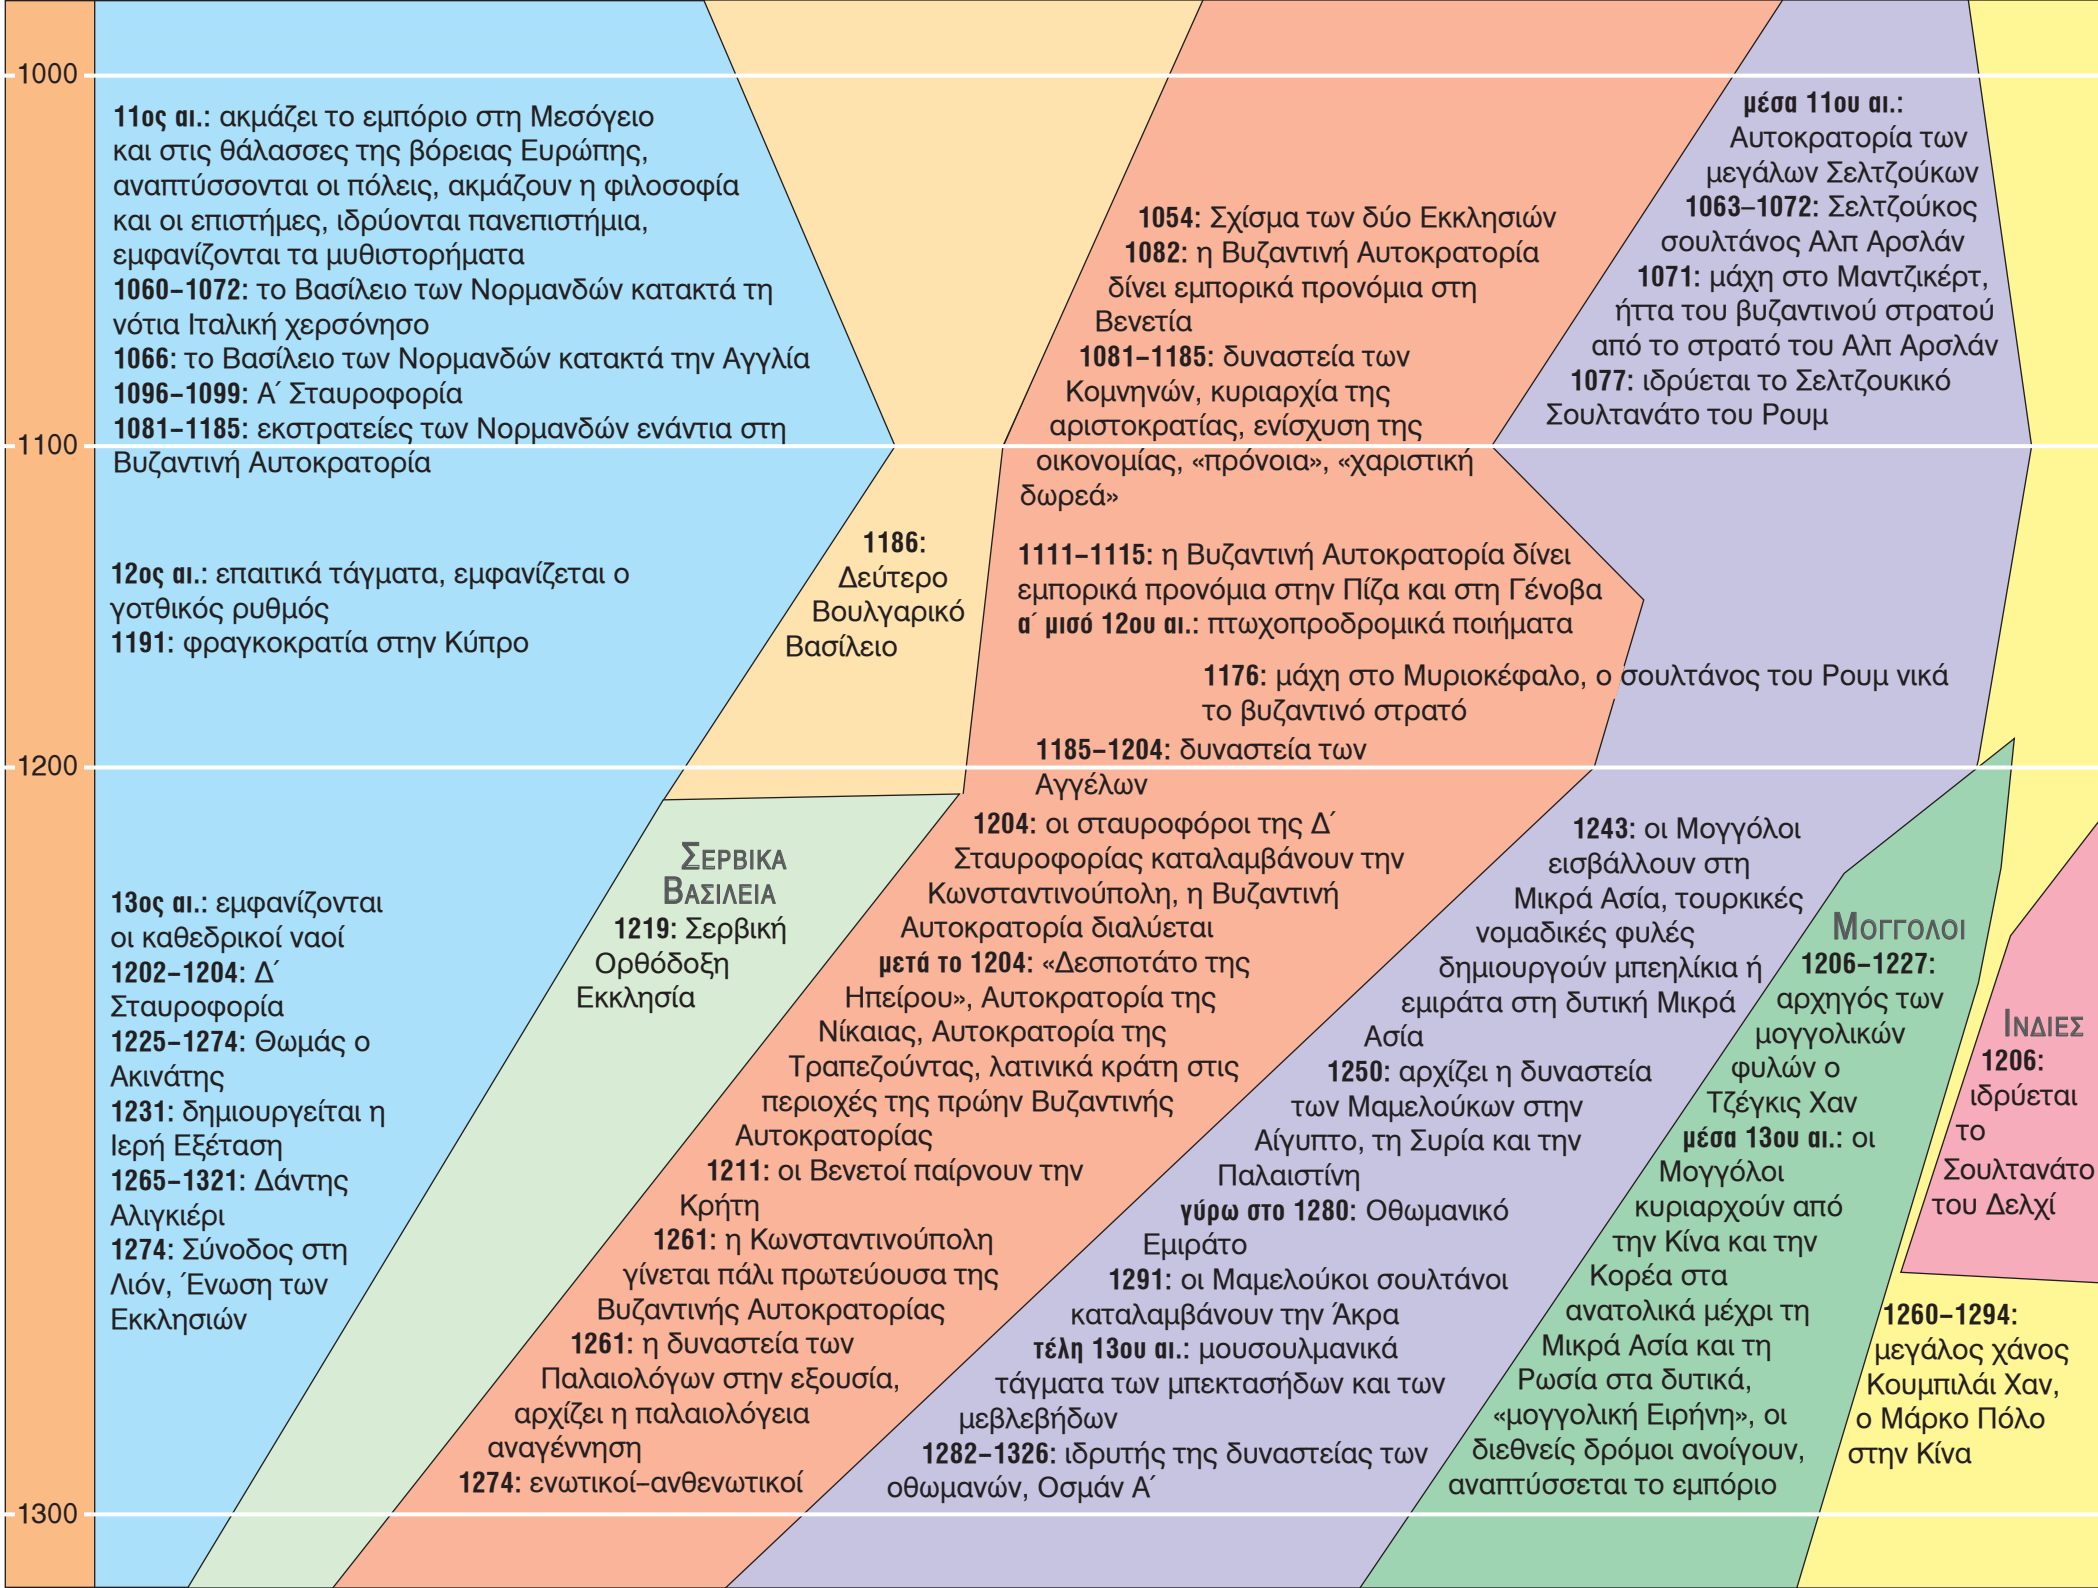 1000
11ος αι.: ακμάζει το εμπόριο στη Μεσόγειο
και στις θάλασσες της βόρειας Ευρώπης,
αναπτύσσονται οι πόλεις, ακμάζουν η φιλοσοφία
και οι επιστήμες, ιδρύονται πανεπιστήμια,
εμφανίζονται τα μυθιστορήματα
1060–1072: το Βασίλειο των Νορμανδών κατακτά τη
νότια Ιταλική χερσόνησο
1066: το Βασίλειο των Νορμανδών κατακτά την Αγγλία
1096–1099: Α΄ Σταυροφορία
1081–1185: εκστρατείες των Νορμανδών ενάντια στη
Βυζαντινή Αυτοκρατορία
1054: Σχίσμα των δύο Εκκλησιών
1082: η Βυζαντινή Αυτοκρατορία
δίνει εμπορικά προνόμια στη
Βενετία
1081–1185: δυναστεία των
Κομνηνών, κυριαρχία της
αριστοκρατίας, ενίσχυση της
οικονομίας, «πρόνοια», «χαριστική
δωρεά»
μέσα 11ου αι.:
Αυτοκρατορία των
μεγάλων Σελτζούκων
1063–1072: Σελτζούκος
σουλτάνος Αλπ Αρσλάν
1071: μάχη στο Μαντζικέρτ,
ήττα του βυζαντινού στρατού
από το στρατό του Αλπ Αρσλάν
1077: ιδρύεται το Σελτζουκικό
Σουλτανάτο του Ρουμ
1100
12ος αι.: επαιτικά τάγματα, εμφανίζεται ο
γοτθικός ρυθμός
1191: φραγκοκρατία στην Κύπρο
1186:
Δεύτερο
Βουλγαρικό
Βασίλειο
1111–1115: η Βυζαντινή Αυτοκρατορία δίνει
εμπορικά προνόμια στην Πίζα και στη Γένοβα
α΄ μισό 12ου αι.: πτωχοπροδρομικά ποιήματα
1176: μάχη στο Μυριοκέφαλο, ο σουλτάνος του Ρουμ νικά
το βυζαντινό στρατό
1185–1204: δυναστεία των
Αγγέλων
1200
13ος αι.: εμφανίζονται
οι καθεδρικοί ναοί
1202–1204: Δ΄
Σταυροφορία
1225–1274: Θωμάς ο
Ακινάτης
1231: δημιουργείται η
Ιερή Εξέταση
1265–1321: Δάντης
Αλιγκιέρι
1274: Σύνοδος στη
Λιόν, Ένωση των
Εκκλησιών
ΣΕΡΒΙΚΑ
ΒΑΣΙΛΕΙΑ
1219: Σερβική
Ορθόδοξη
Εκκλησία
1204: οι σταυροφόροι της Δ΄
Σταυροφορίας καταλαμβάνουν την
Κωνσταντινούπολη, η Βυζαντινή
Αυτοκρατορία διαλύεται
μετά το 1204: «Δεσποτάτο της
Ηπείρου», Αυτοκρατορία της
Νίκαιας, Αυτοκρατορία της
Τραπεζούντας, λατινικά κράτη στις
περιοχές της πρώην Βυζαντινής
Αυτοκρατορίας
1211: οι Βενετοί παίρνουν την
Κρήτη
1261: η Κωνσταντινούπολη
γίνεται πάλι πρωτεύουσα της
Βυζαντινής Αυτοκρατορίας
1261: η δυναστεία των
Παλαιολόγων στην εξουσία,
αρχίζει η παλαιολόγεια
αναγέννηση
1274: ενωτικοί–ανθενωτικοί
1243: οι Μογγόλοι
εισβάλλουν στη
Μικρά Ασία, τουρκικές
νομαδικές φυλές
δημιουργούν μπεηλίκια ή
εμιράτα στη δυτική Μικρά
Ασία
1250: αρχίζει η δυναστεία
των Μαμελούκων στην
Αίγυπτο, τη Συρία και την
Παλαιστίνη
γύρω στο 1280: Οθωμανικό
Εμιράτο
1291: οι Μαμελούκοι σουλτάνοι
καταλαμβάνουν την Άκρα
τέλη 13ου αι.: μουσουλμανικά
τάγματα των μπεκτασήδων και των
μεβλεβήδων
1282–1326: ιδρυτής της δυναστείας των
οθωμανών, Οσμάν Α΄
ΜΟΓΓΟΛΟΙ
1206–1227:
αρχηγός των
μογγολικών
φυλών ο
Τζέγκις Χαν
μέσα 13ου αι.: οι
Μογγόλοι
κυριαρχούν από
την Κίνα και την
Κορέα στα
ανατολικά μέχρι τη
Μικρά Ασία και τη
Ρωσία στα δυτικά,
«μογγολική Ειρήνη», οι
διεθνείς δρόμοι ανοίγουν,
αναπτύσσεται το εμπόριο
ΙΝΔΙΕΣ
1206:
ιδρύεται
το
Σουλτανάτο
του Δελχί
1260–1294:
μεγάλος χάνος
Κουμπιλάι Χαν,
ο Μάρκο Πόλο
στην Κίνα
1300